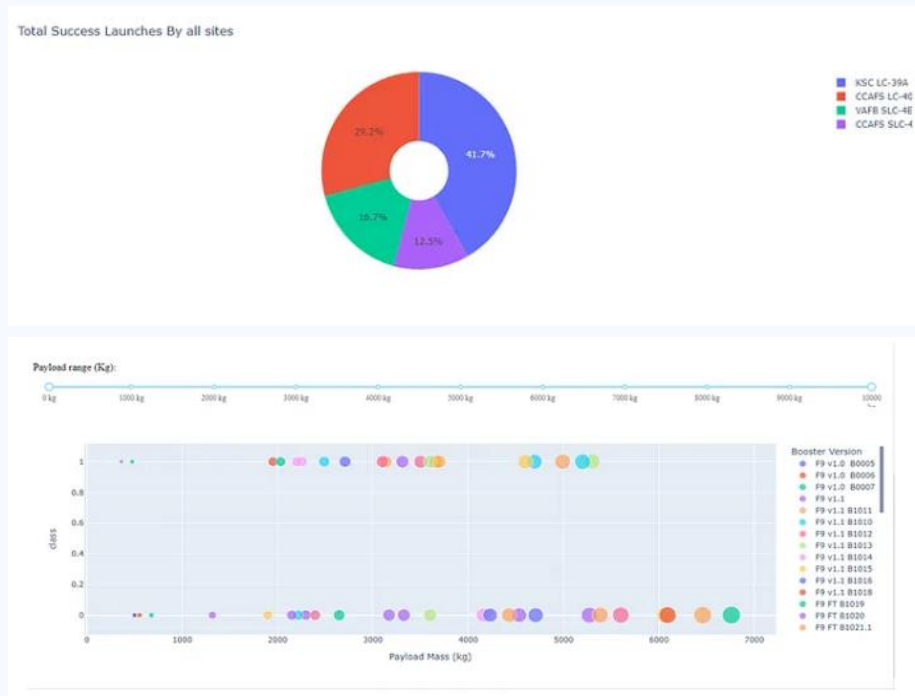 Total Success Launches By all sites
KSC LC-39A
CCAFS LC-40
VAFB SLC-4E
CCAFS SLC-4
29.2%
41.7%
16.7%
12.5%
Payload range (Kg):
0 kg 1000 kg 2000 kg 3000 kg 4000 kg 5000 kg 6000 kg 7000 kg 8000 kg 9000 kg 10000
Booster Version
F9 v1.0 B0005
F9 v1.0 B0006
F9 v1.0 B0007
F9 v1.1
F9 v1.1 B1011
F9 v1.1 B1010
F9 v1.1 B1012
F9 v1.1 B1013
F9 v1.1 B1014
F9 v1.1 B1015
F9 v1.1 B1016
F9 v1.1 B1018
F9 FT B1019
F9 FT B1020
F9 FT B1021.1
class
1
0.8
0.6
0.4
0.2
0
0 1000 2000 3000 4000 5000 6000 7000
Payload Mass (kg)